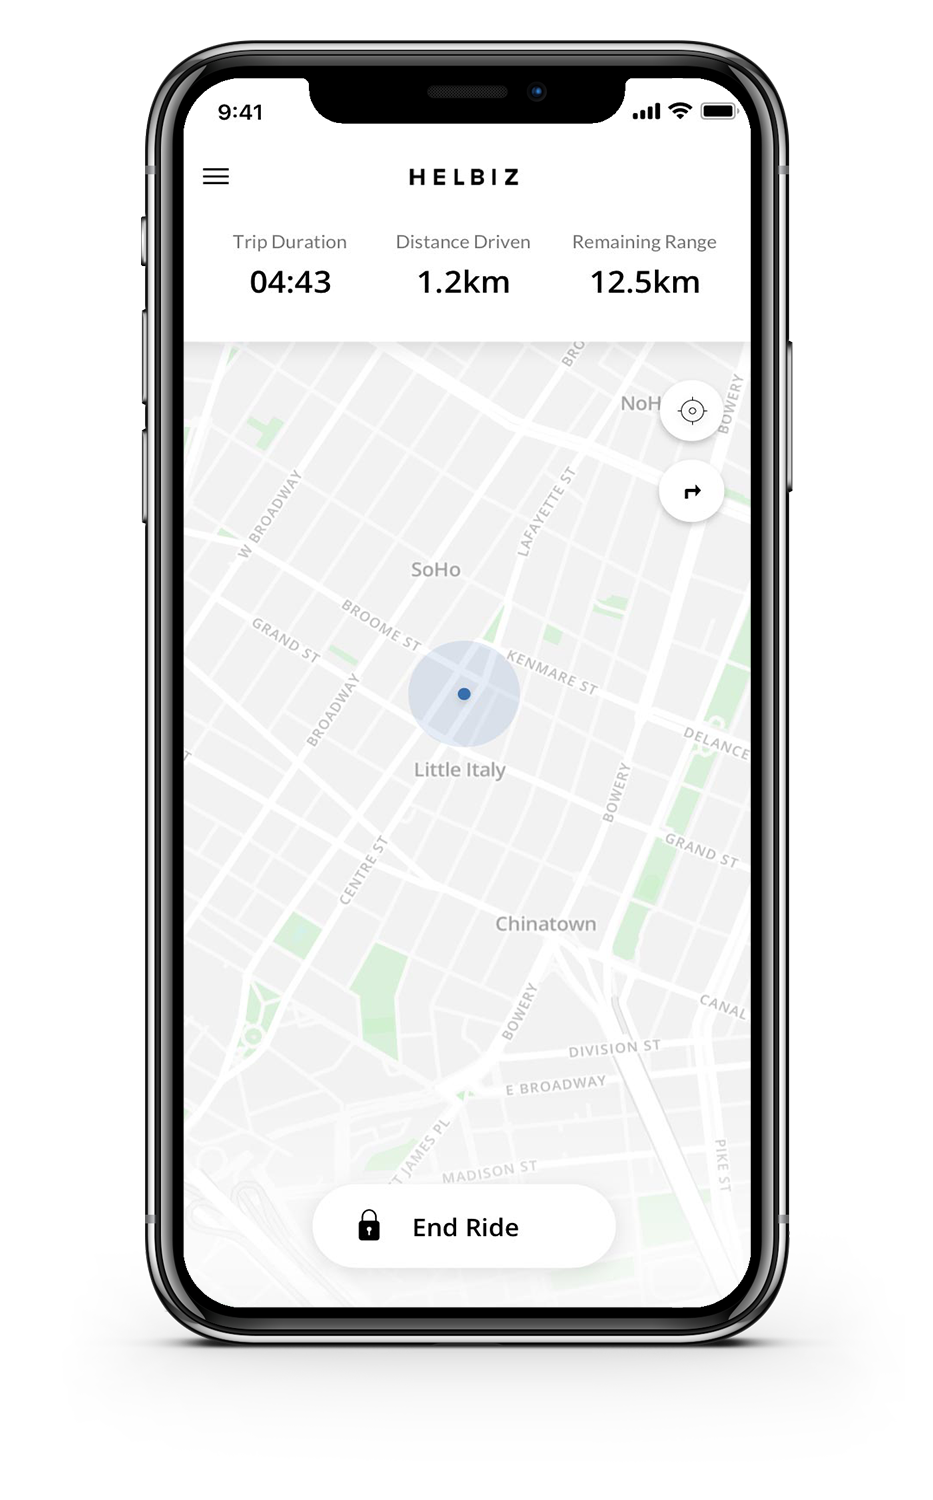 9:41
HELBIZ
Trip Duration
Distance Driven
Remaining Range
04:43
1.2km
12.5km
BRO
NoH
BOWERY
W BROADWAY
LAFAYETTE ST
SoHo
BROOME ST
GRAND ST
KENMARE ST
BROADWAY
DELANCE
Little Italy
BOWERY
GRAND ST
CENTRE ST
Chinatown
BOWERY
CANAL
DIVISION ST
E BROADWAY
T JAMES PL
MADISON ST
PIKE ST
End Ride